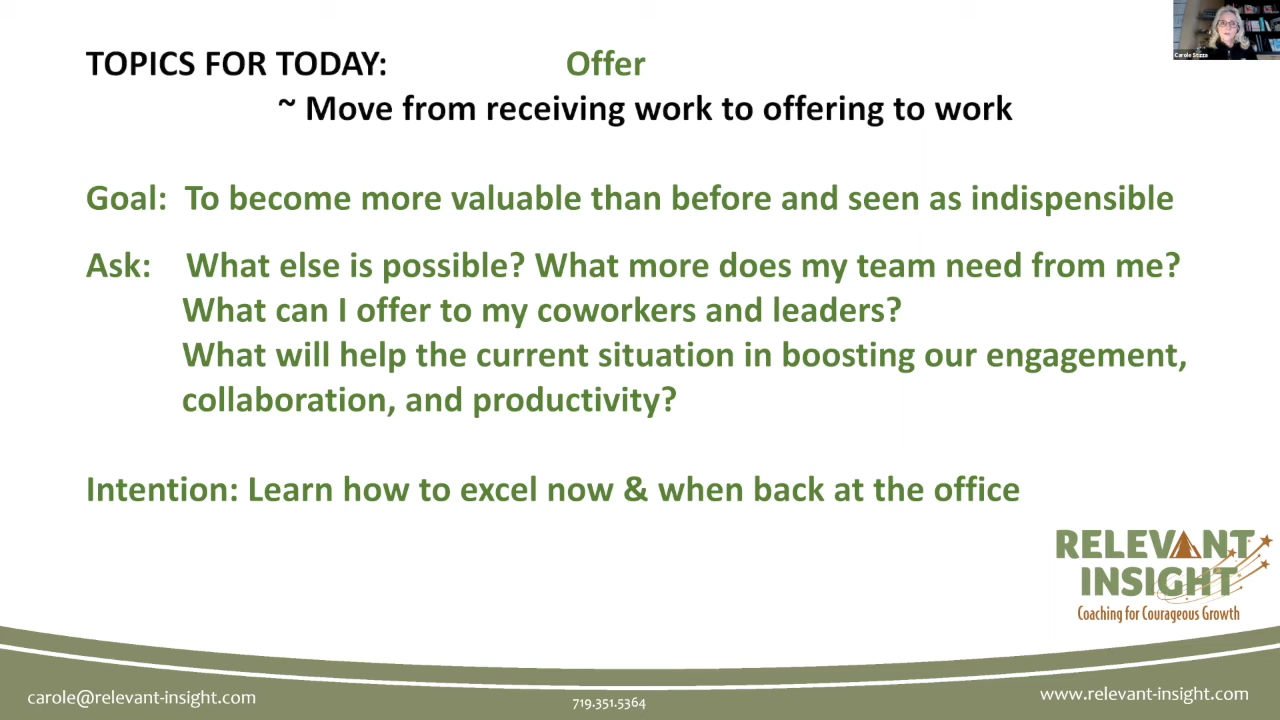 Carole Stizza
TOPICS FOR TODAY: Offer
~ Move from receiving work to offering to work
Goal: To become more valuable than before and seen as indispensible
Ask: What else is possible? What more does my team need from me?
What can I offer to my coworkers and leaders?
What will help the current situation in boosting our engagement,
collaboration, and productivity?
Intention: Learn how to excel now & when back at the office
RELEVANT
INSIGHT
Coaching for Courageous Growth
carole@relevant-insight.com
719.351.5364
www.relevant-insight.com